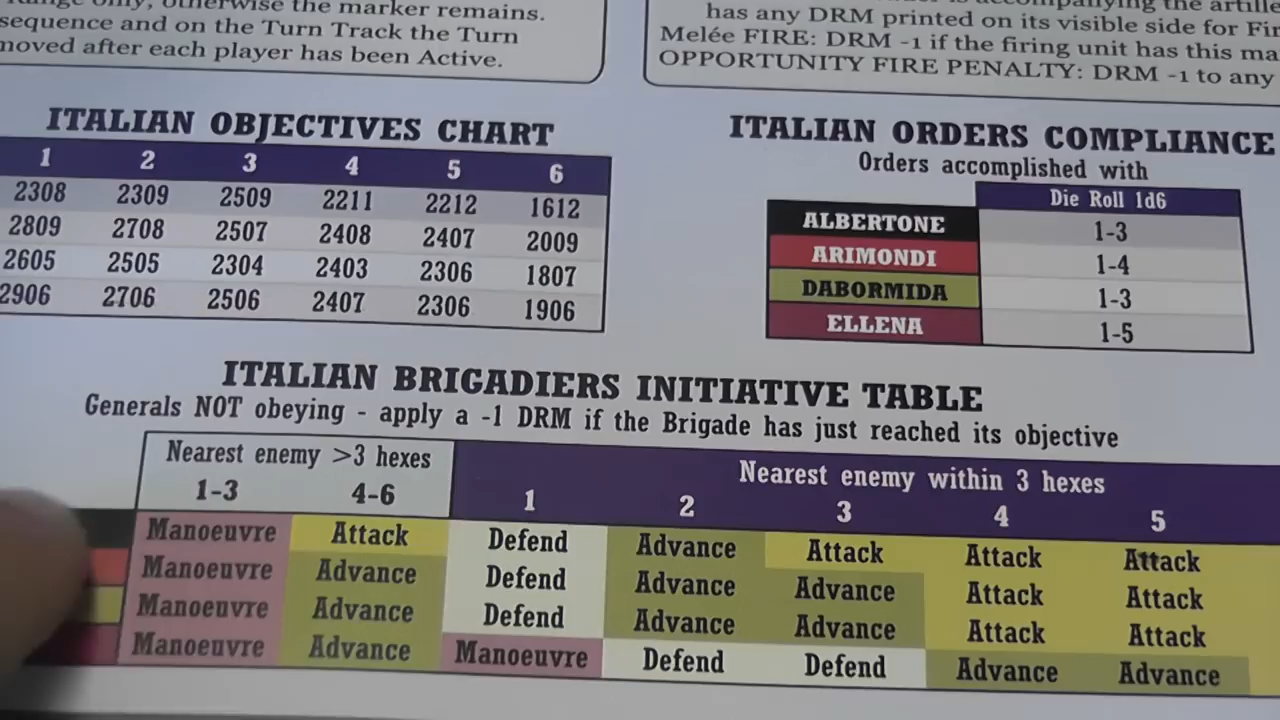 range only, otherwise the marker remains.
sequence and on the Turn Track the Turn
moved after each player has been Active.
accompanying the artille
has any DRM printed on its visible side for Fir
Melée FIRE: DRM -1 if the firing unit has this ma
OPPORTUNITY FIRE PENALTY: DRM -1 to any
ITALIAN OBJECTIVES CHART
1 2 3 4 5 6
2308 2309 2509 2211 2212 1612
2809 2708 2507 2408 2407 2009
2605 2505 2304 2403 2306 1807
2906 2706 2506 2407 2306 1906
ITALIAN ORDERS COMPLIANCE
Orders accomplished with
Die Roll 1d6
ALBERTONE 1-3
ARIMONDI 1-4
DABORMIDA 1-3
ELLENA 1-5
ITALIAN BRIGADIERS INITIATIVE TABLE
Generals NOT obeying - apply a -1 DRM if the Brigade has just reached its objective
Nearest enemy >3 hexes Nearest enemy within 3 hexes
1-3 4-6 1 2 3 4 5
Manoeuvre Attack Defend Advance Attack Attack Attack
Manoeuvre Advance Defend Advance Advance Attack Attack
Manoeuvre Advance Defend Advance Advance Attack Attack
Manoeuvre Advance Manoeuvre Defend Defend Advance Advance